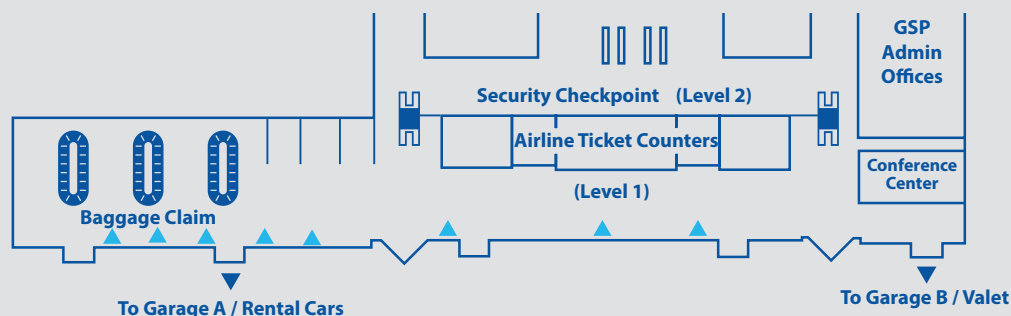 GSP
Admin
Offices
Security Checkpoint (Level 2)
Airline Ticket Counters
Conference
Center
(Level 1)
Baggage Claim
To Garage A / Rental Cars
To Garage B / Valet